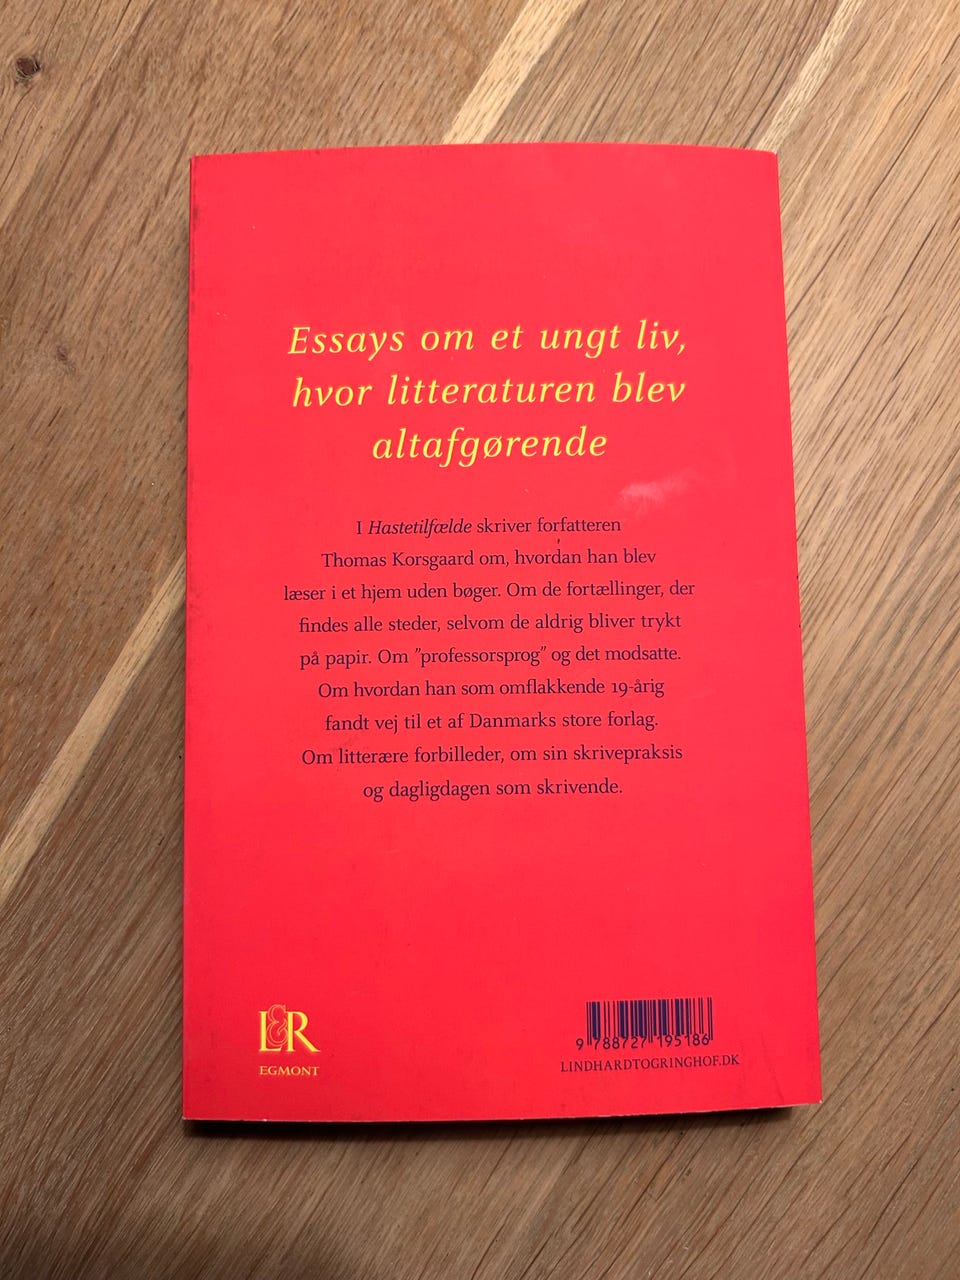 Essays om et ungt liv,
hvor litteraturen blev
altafgørende
I Hastetilfælde skriver forfatteren
Thomas Korsgaard om, hvordan han blev
læser i et hjem uden bøger. Om de fortællinger, der
findes alle steder, selvom de aldrig bliver trykt
på papir. Om ”professorsprog” og det modsatte.
Om hvordan han som omflakkende 19-årig
fandt vej til et af Danmarks store forlag.
Om litterære forbilleder, om sin skrivepraksis
og dagligdagen som skrivende.
L&R
EGMONT
9 788727 195186
LINDHARDTOGRINGHOF.DK